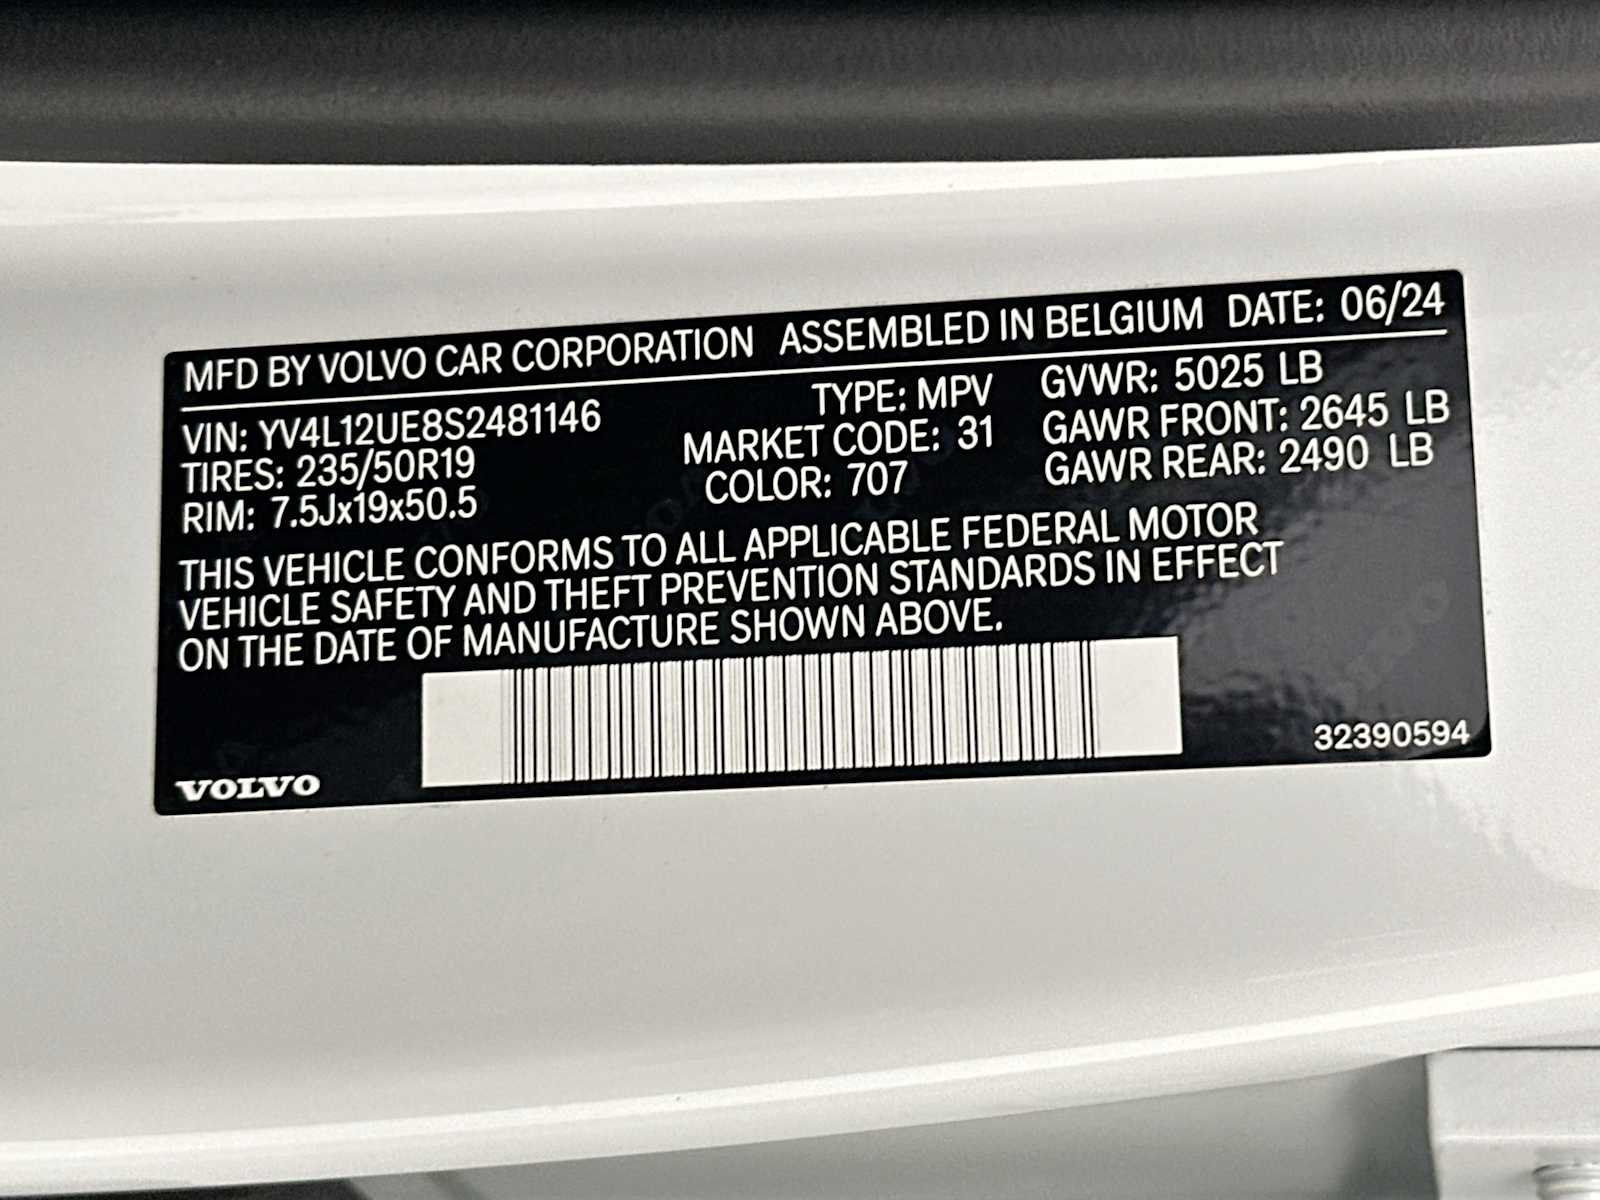 MFD BY VOLVO CAR CORPORATION ASSEMBLED IN BELGIUM DATE: 06/24
VIN: YV4L12UE8S2481146 TYPE: MPV GVWR: 5025 LB
TIRES: 235/50R19 MARKET CODE: 31 GAWR FRONT: 2645 LB
RIM: 7.5Jx19x50.5 COLOR: 707 GAWR REAR: 2490 LB
THIS VEHICLE CONFORMS TO ALL APPLICABLE FEDERAL MOTOR
VEHICLE SAFETY AND THEFT PREVENTION STANDARDS IN EFFECT
ON THE DATE OF MANUFACTURE SHOWN ABOVE.
VOLVO 32390594